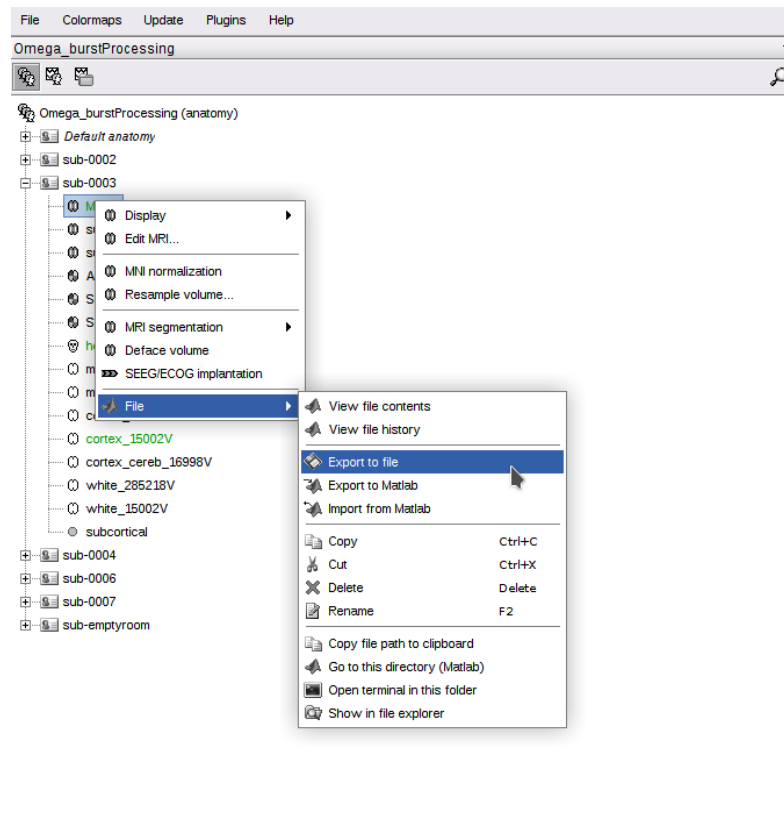 File Colormaps Update Plugins Help
Omega_burstProcessing
Omega_burstProcessing (anatomy)
Default anatomy
sub-0002
sub-0003
Display
Edit MRI...
MNI normalization
Resample volume...
MRI segmentation
Deface volume
SEEG/ECOG implantation
File
View file contents
View file history
Export to file
Export to Matlab
Import from Matlab
Copy Ctrl+C
Cut Ctrl+X
Delete Delete
Rename F2
Copy file path to clipboard
Go to this directory (Matlab)
Open terminal in this folder
Show in file explorer
cortex_15002V
cortex_cereb_16998V
white_285218V
white_15002V
subcortical
sub-0004
sub-0006
sub-0007
sub-emptyroom